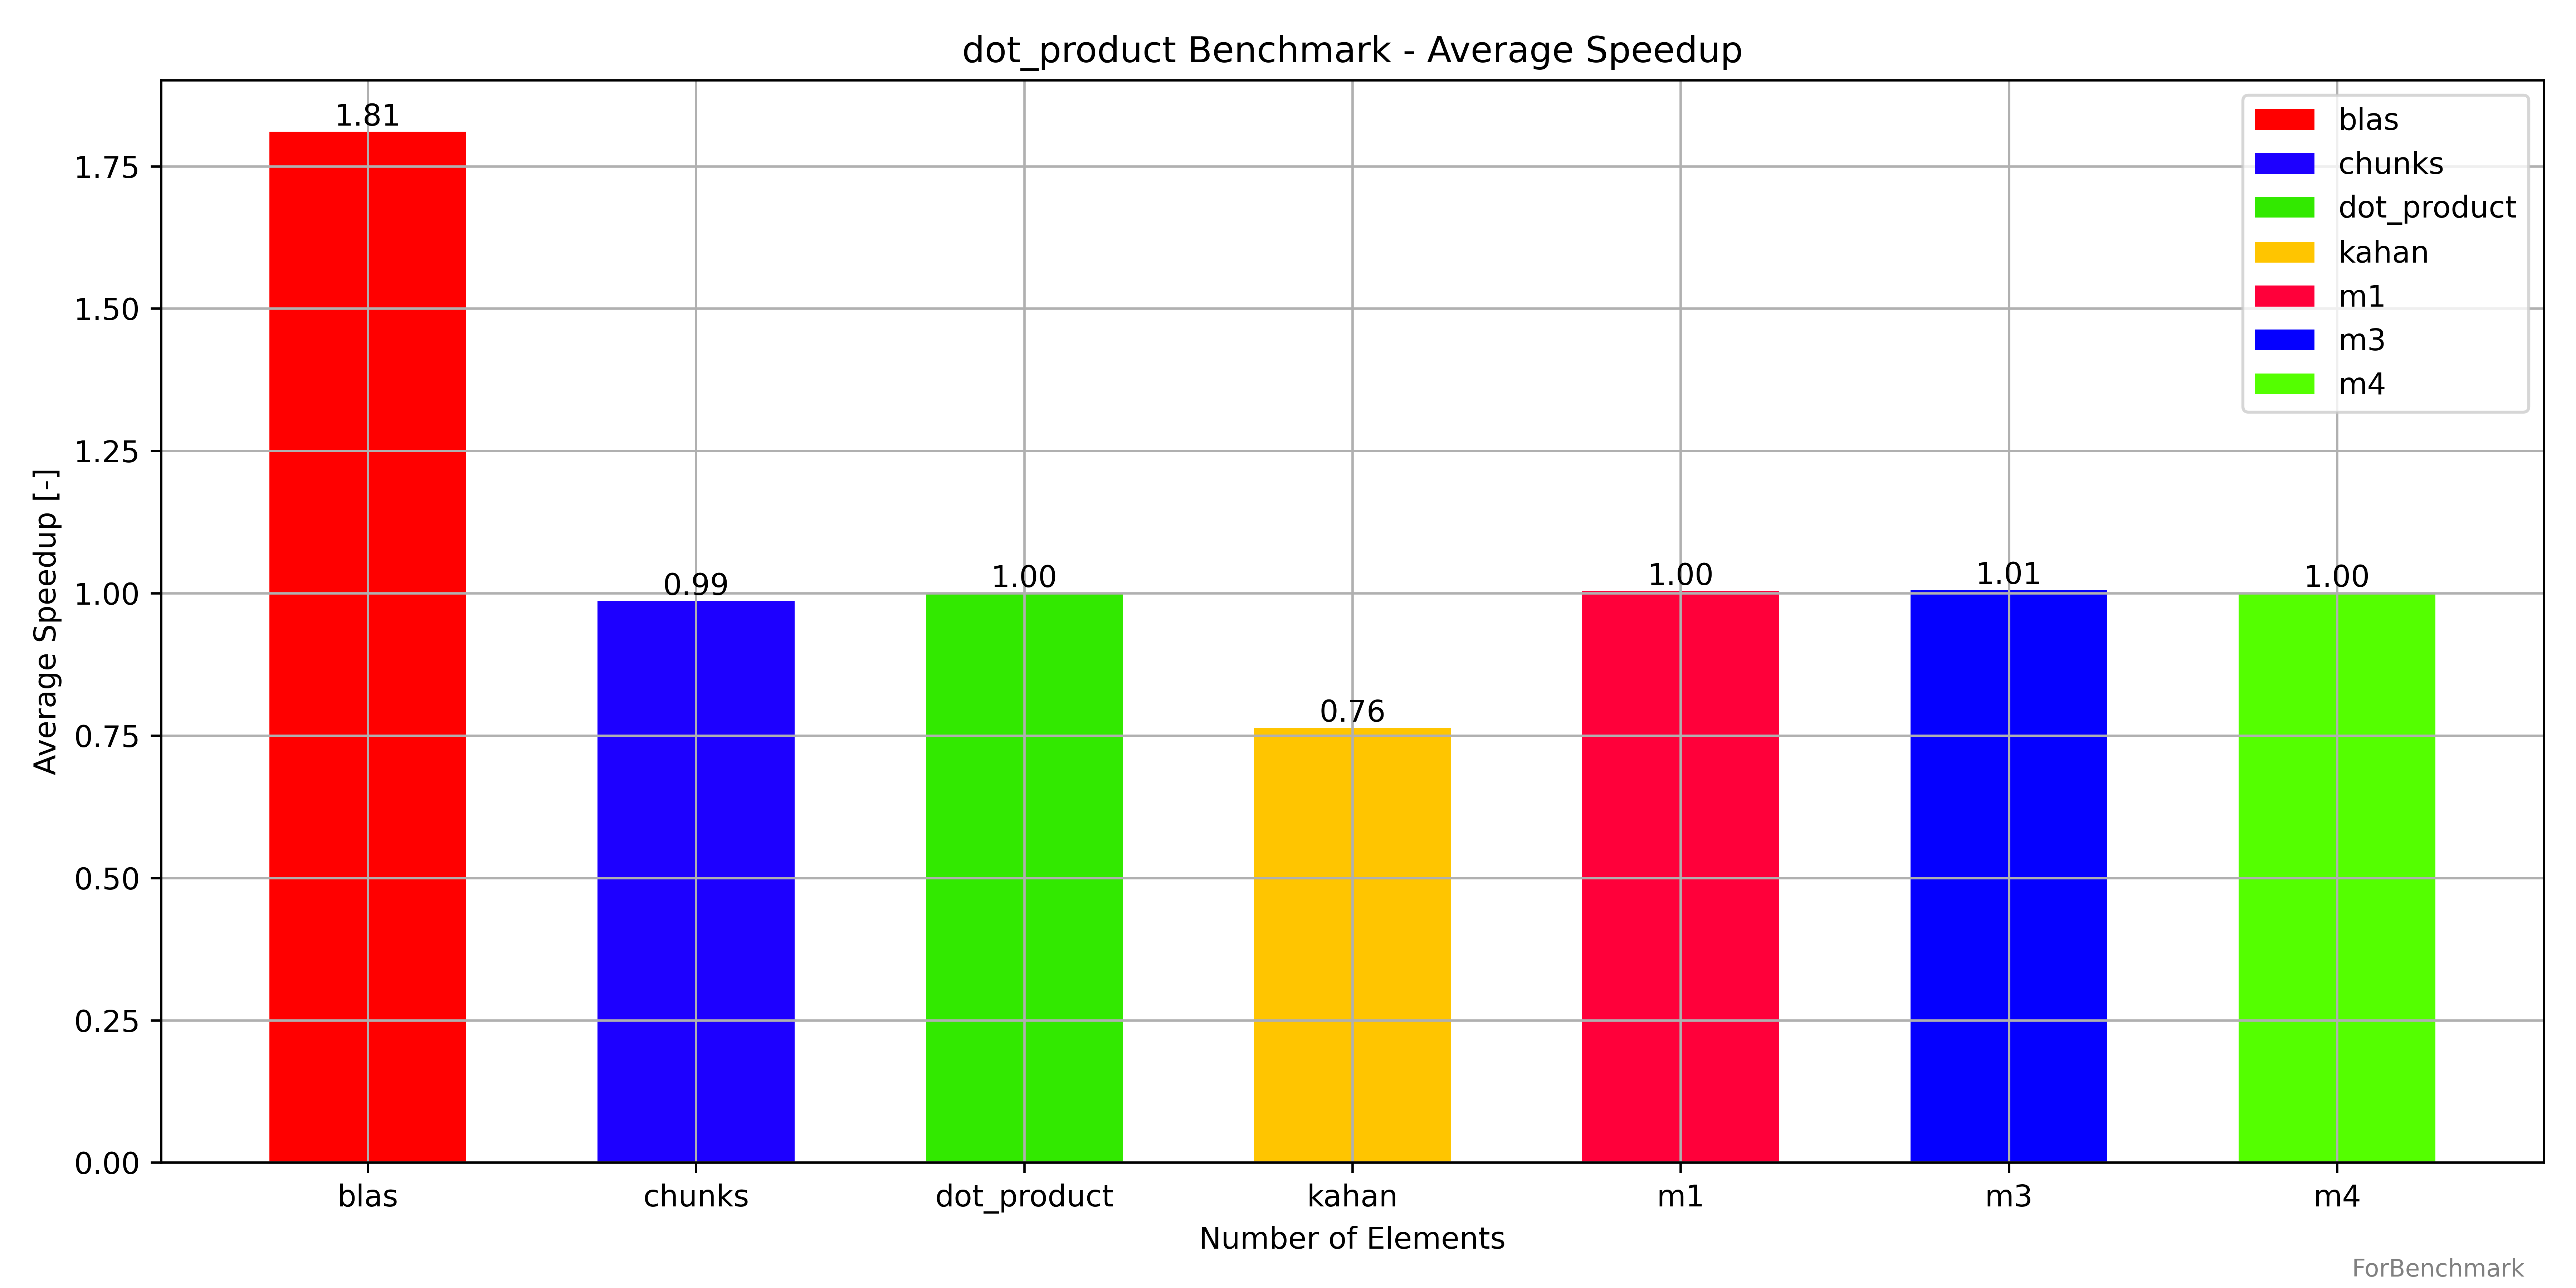 dot_product Benchmark - Average Speedup
Average Speedup [-]
1.75
1.50
1.25
1.00
0.75
0.50
0.25
0.00
1.81
0.99
1.00
0.76
1.00
1.01
1.00
blas
chunks
dot_product
kahan
m1
m3
m4
blas
chunks
dot_product
kahan
m1
m3
m4
Number of Elements
ForBenchmark